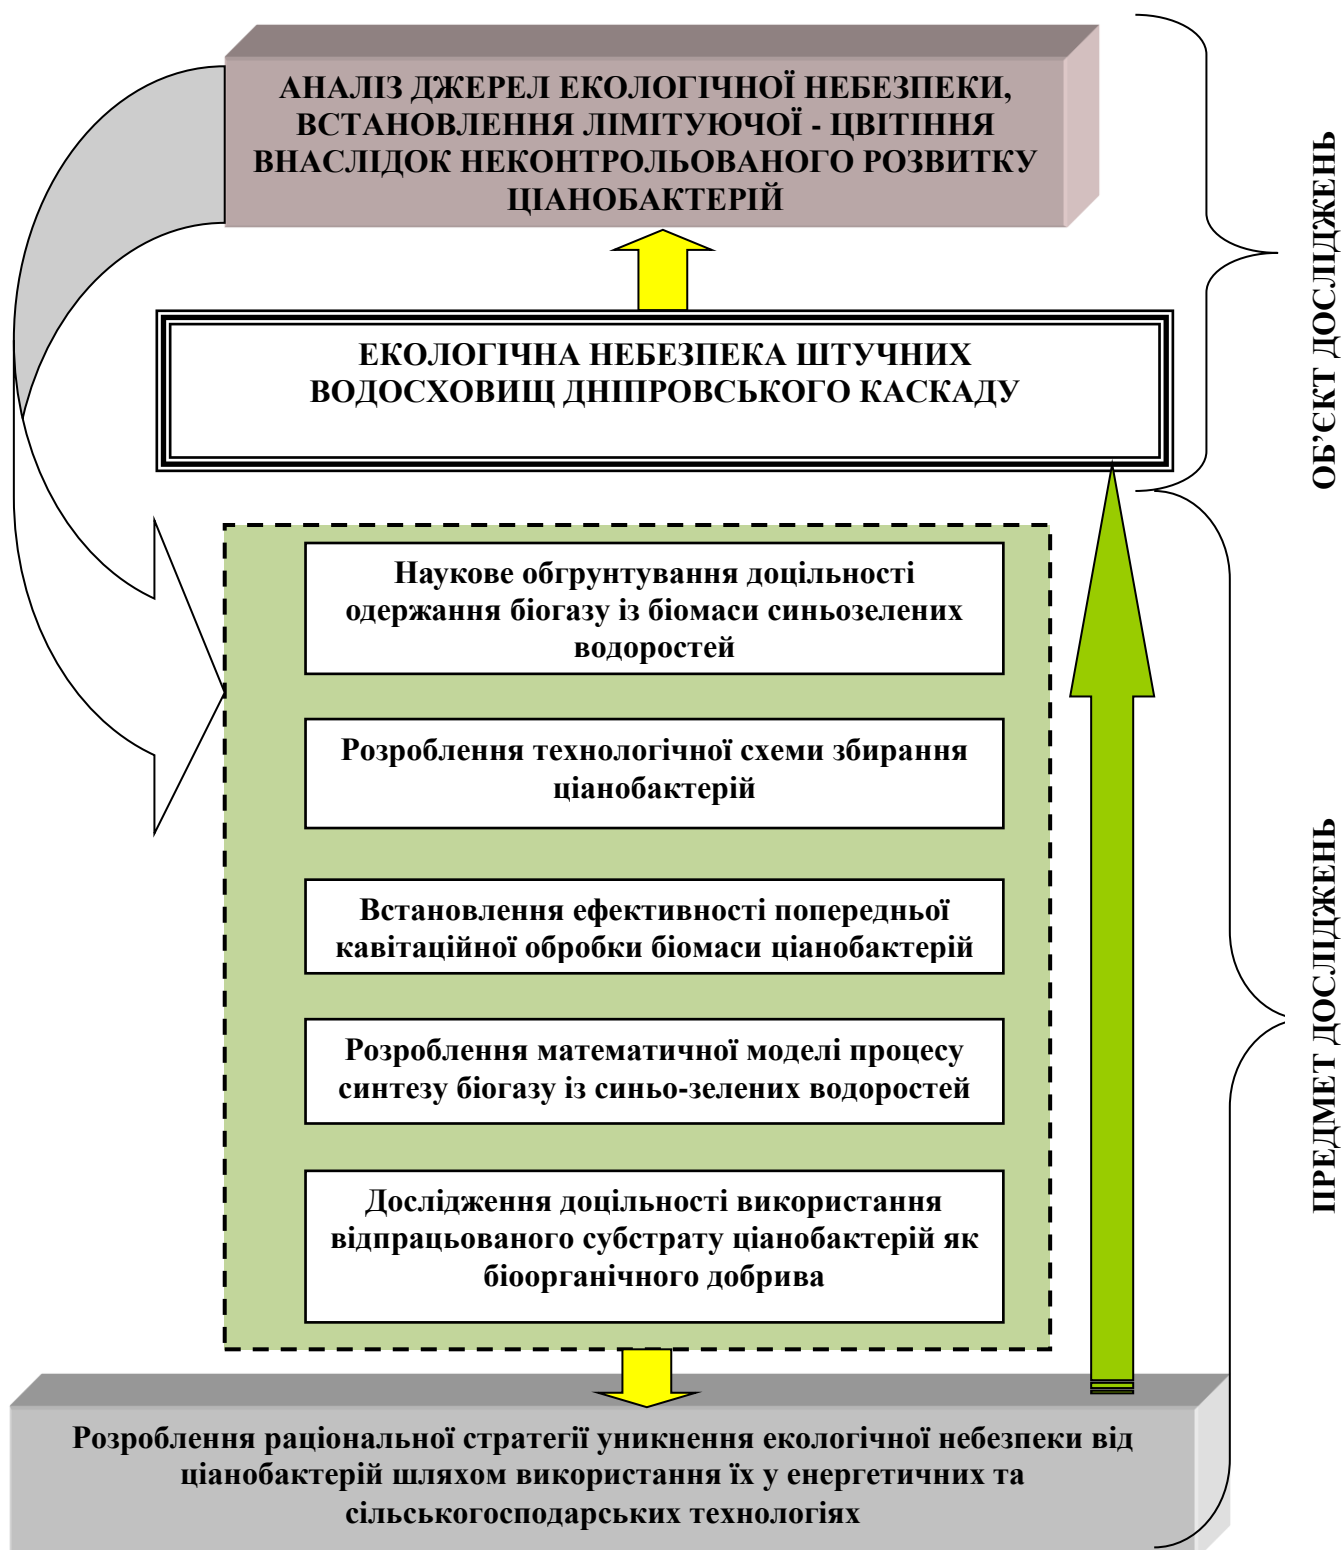 АНАЛІЗ ДЖЕРЕЛ ЕКОЛОГІЧНОЇ НЕБЕЗПЕКИ,
ВСТАНОВЛЕННЯ ЛІМІТУЮЧОЇ - ЦВІТІННЯ
ВНАСЛІДОК НЕКОНТРОЛЬОВАНОГО РОЗВИТКУ
ЦІАНОБАКТЕРІЙ
ЕКОЛОГІЧНА НЕБЕЗПЕКА ШТУЧНИХ
ВОДОСХОВИЩ ДНІПРОВСЬКОГО КАСКАДУ
ОБ’ЄКТ ДОСЛІДЖЕНЬ
Наукове обгрунтування доцільності
одержання біогазу із біомаси синьозелених
водоростей
Розроблення технологічної схеми збирання
ціанобактерій
Встановлення ефективності попередньої
кавітаційної обробки біомаси ціанобактерій
Розроблення математичної моделі процесу
синтезу біогазу із синьо-зелених водоростей
Дослідження доцільності використання
відпрацьованого субстрату ціанобактерій як
біоорганічного добрива
ПРЕДМЕТ ДОСЛІДЖЕНЬ
Розроблення раціональної стратегії уникнення екологічної небезпеки від
ціанобактерій шляхом використання їх у енергетичних та
сільськогосподарських технологіях